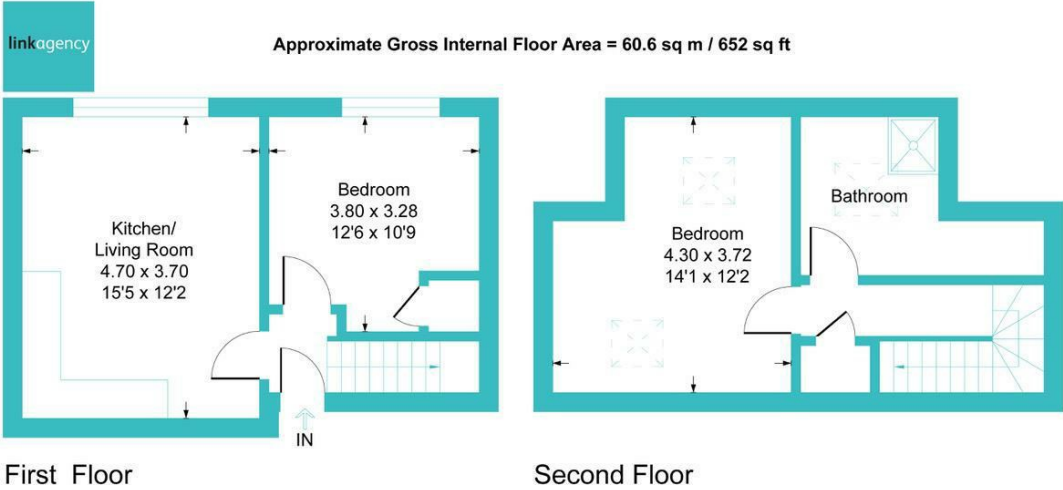 linkagency
Approximate Gross Internal Floor Area = 60.6 sq m / 652 sq ft
Kitchen/
Living Room
4.70 x 3.70
15'5 x 12'2
Bedroom
3.80 x 3.28
12'6 x 10'9
IN
First Floor
Bedroom
4.30 x 3.72
14'1 x 12'2
Bathroom
Second Floor